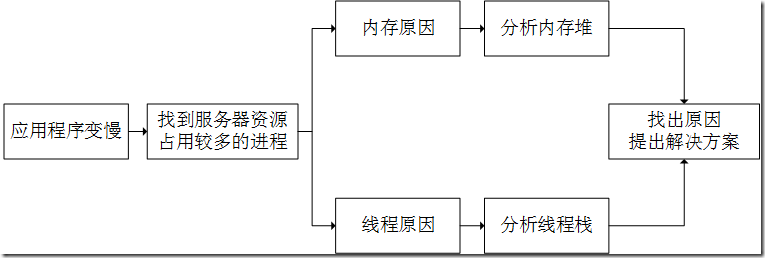 内存原因
分析内存堆
应用程序变慢
找到服务器资源
占用较多的进程
找出原因
提出解决方案
线程原因
分析线程栈